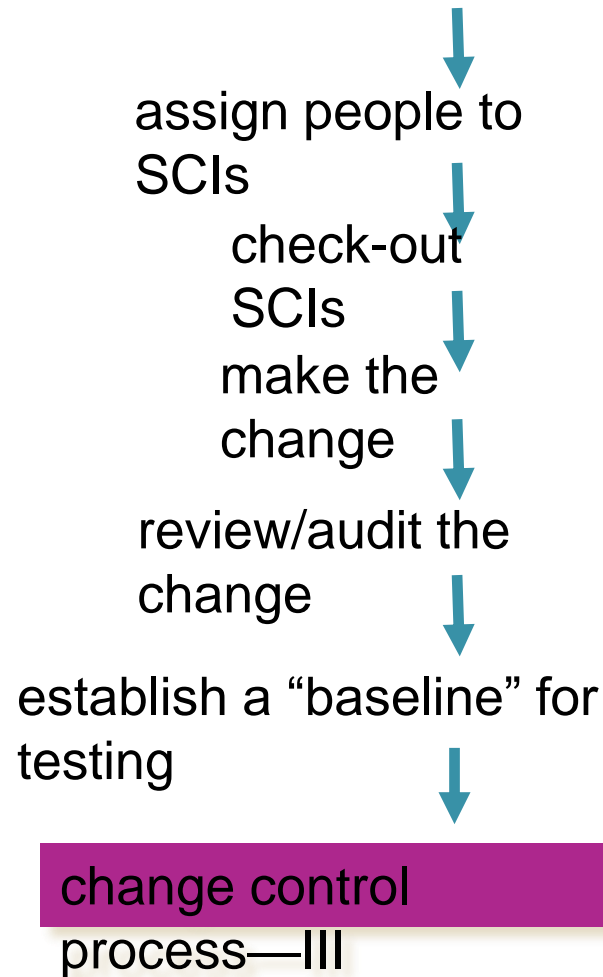 assign people to
SCIs
check-out
SCIs
make the
change
review/audit the
change
establish a “baseline” for
testing
change control
process—III